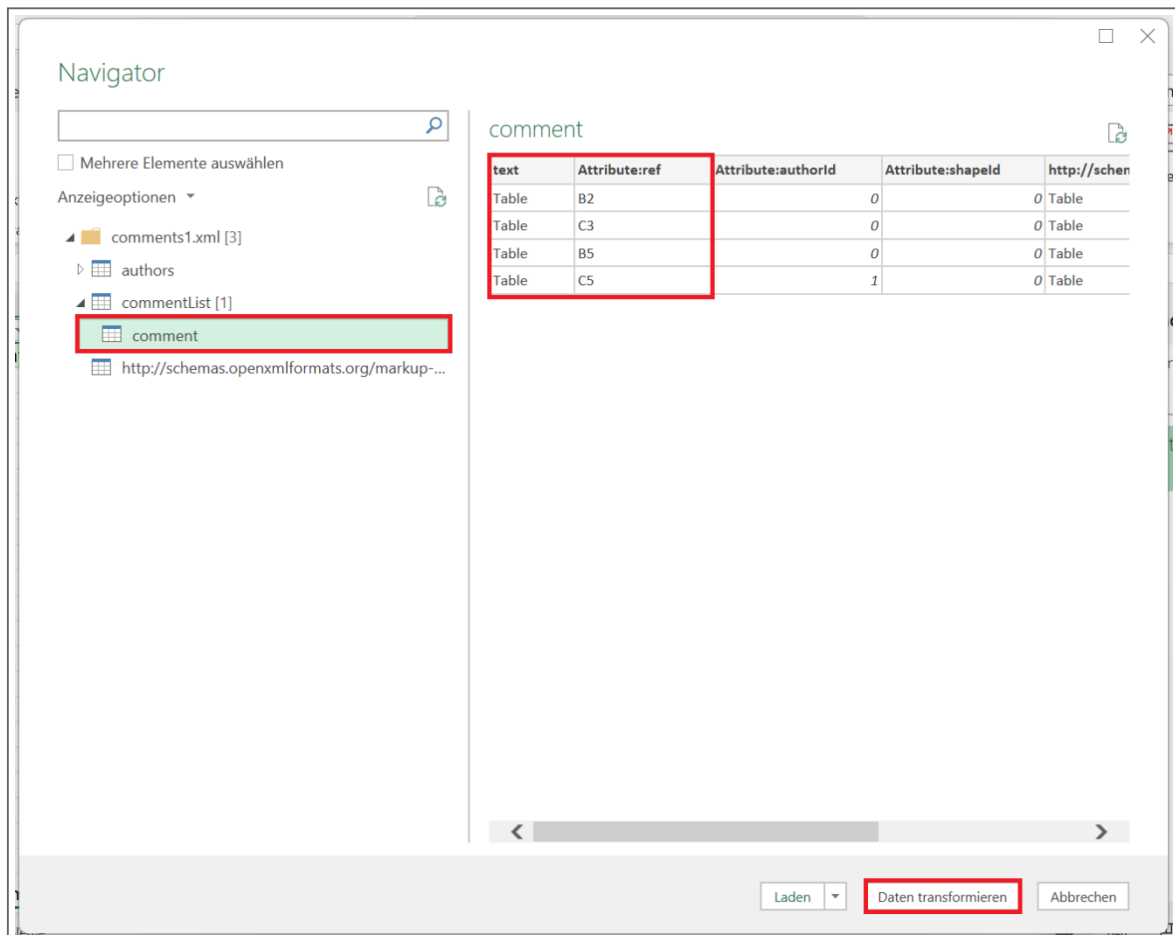 Navigator
Mehrere Elemente auswählen
Anzeigeoptionen
comments1.xml [3]
authors
commentList [1]
comment
http://schemas.openxmlformats.org/markup-...
comment
text Attribute:ref Attribute:authorId Attribute:shapeId http://schen
Table B2 0 0 Table
Table C3 0 0 Table
Table B5 0 0 Table
Table C5 1 0 Table
Laden Daten transformieren Abbrechen